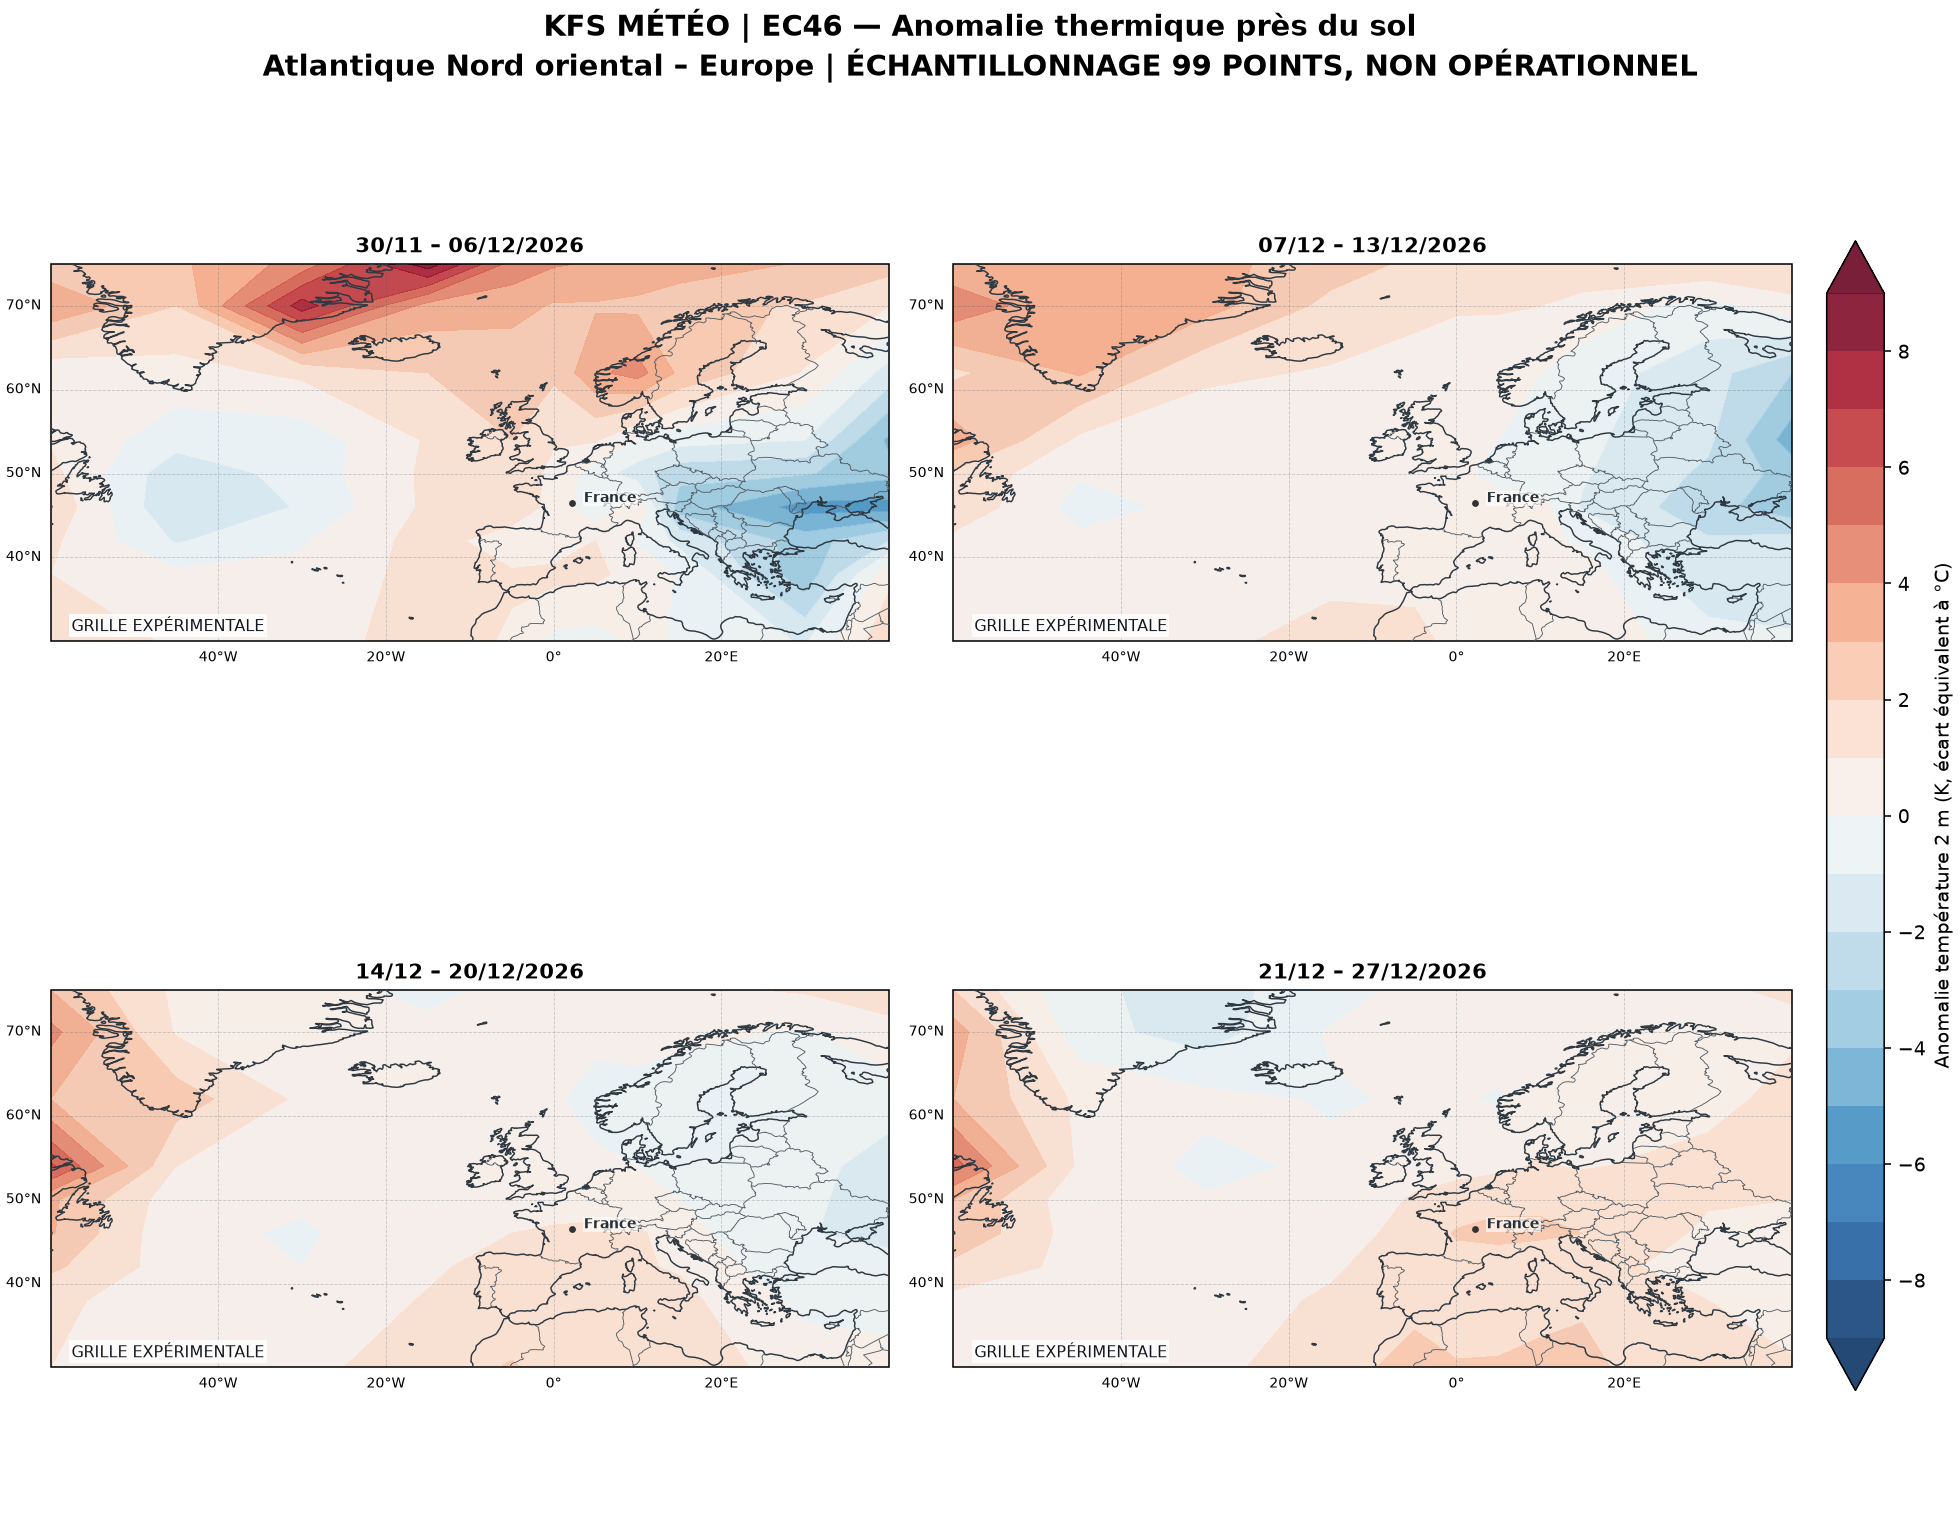 KFS MÉTÉO | EC46 — Anomalie thermique près du sol
Atlantique Nord oriental – Europe | ÉCHANTILLONNAGE 99 POINTS, NON OPÉRATIONNEL
30/11 – 06/12/2026
70°N
60°N
50°N
40°N
France
GRILLE EXPÉRIMENTALE
40°W
20°W
0°
20°E
07/12 – 13/12/2026
70°N
60°N
50°N
40°N
France
GRILLE EXPÉRIMENTALE
40°W
20°W
0°
20°E
14/12 – 20/12/2026
70°N
60°N
50°N
40°N
France
GRILLE EXPÉRIMENTALE
40°W
20°W
0°
20°E
21/12 – 27/12/2026
70°N
60°N
50°N
40°N
France
GRILLE EXPÉRIMENTALE
40°W
20°W
0°
20°E
8
6
4
2
0
−2
−4
−6
−8
Anomalie température 2 m (K, écart équivalent à °C)